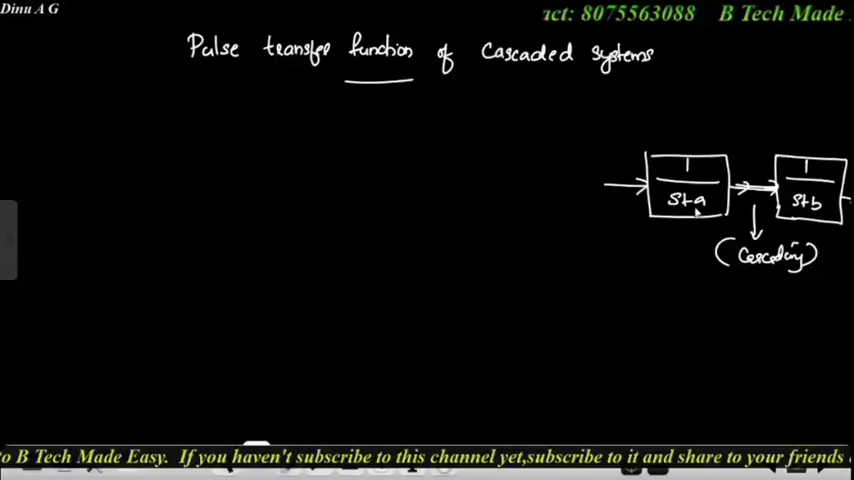 Dinu A G
act: 8075563088 B Tech Made
Pulse transfer function of Cascaded systems
1
s+a
1
s+b
(Cascading)
to B Tech Made Easy. If you haven't subscribe to this channel yet,subscribe to it and share to your friends